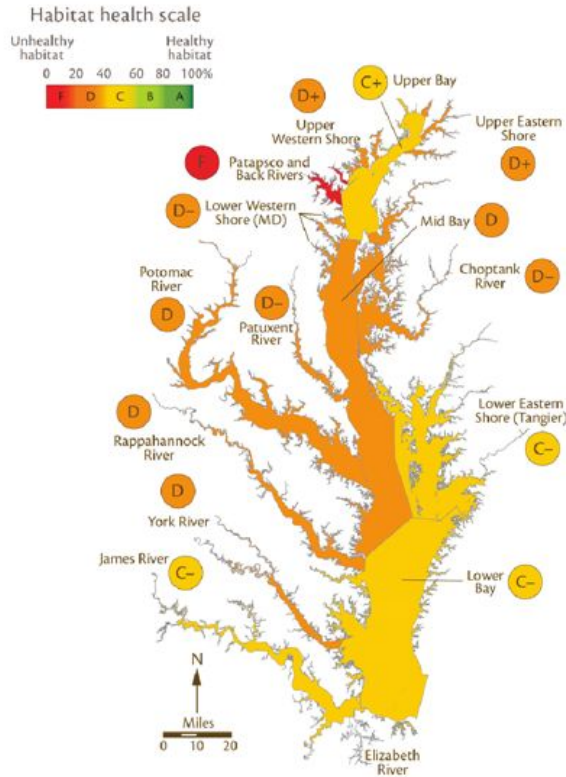 Habitat health scale
Unhealthy habitat
Healthy habitat
0 20 40 60 80 100%
F D C B A
C+
Upper Bay
D+
Upper Western Shore
Upper Eastern Shore
D+
F
Patapsco and Back Rivers
D-
Lower Western Shore (MD)
Mid Bay
D
Choptank River
D-
Potomac River
D
D-
Patuxent River
Lower Eastern Shore (Tangier)
C-
D
Rappahannock River
D
York River
James River
C-
Lower Bay
C-
N
Miles
0 10 20
Elizabeth River